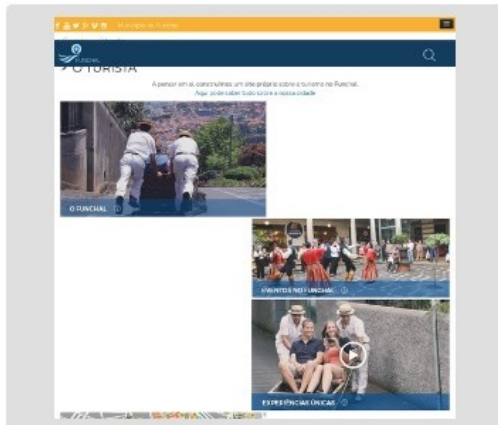 Município do Funchal
FUNCHAL
O TURISTA
A pensar em si, construímos um site próprio sobre o turismo no Funchal.
Aqui pode saber tudo sobre a nossa cidade
O FUNCHAL
EVENTOS NO FUNCHAL
EXPERIÊNCIAS ÚNICAS